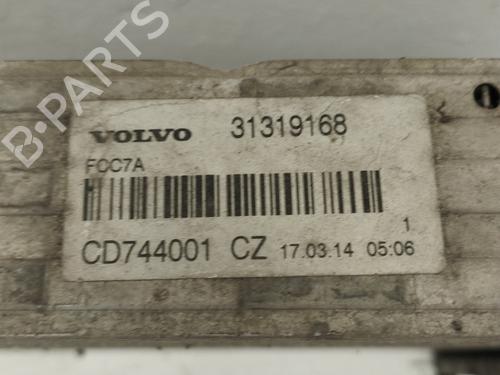 B-PARTS
VOLVO 31319168
FCC7A
1
CD744001 CZ 17.03.14 05:06